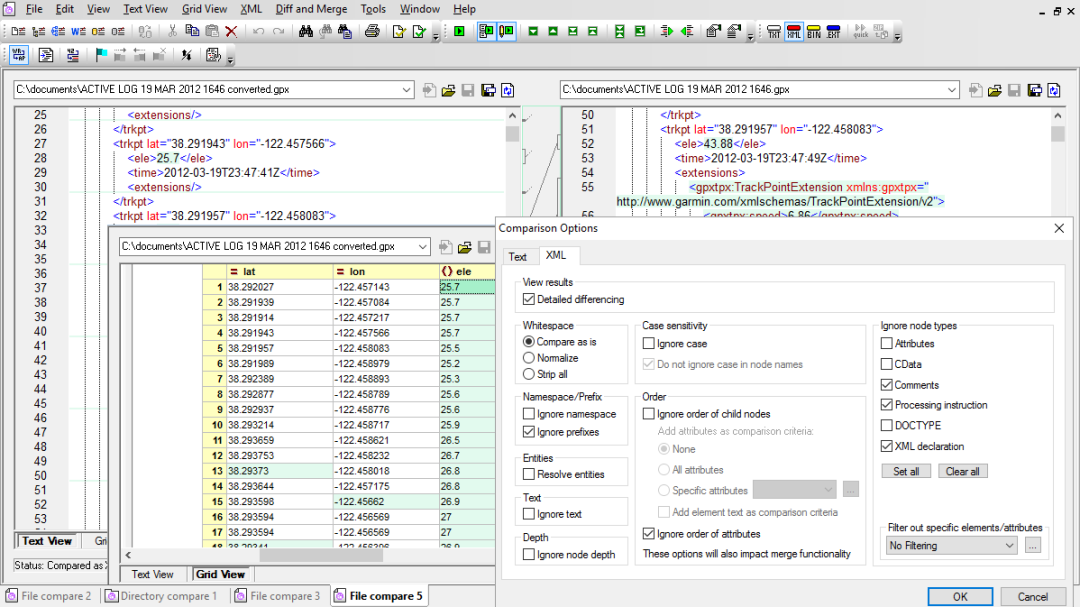 File Edit View Text View Grid View XML Diff and Merge Tools Window Help
TXT XML BIN EXT quick
C:\documents\ACTIVE LOG 19 MAR 2012 1646 converted.gpx
C:\documents\ACTIVE LOG 19 MAR 2012 1646.gpx
25 <extensions/>
26 </trkpt>
27 <trkpt lat="38.291943" lon="-122.457566">
28 <ele>25.7</ele>
29 <time>2012-03-19T23:47:41Z</time>
30 <extensions/>
31 </trkpt>
32 <trkpt lat="38.291957" lon="-122.458083">
33
34
35
36
37
38
39
40
41
42
43
44
45
46
47
48
49
50
51
52
53
50 </trkpt>
51 <trkpt lat="38.291957" lon="-122.458083">
52 <ele>43.88</ele>
53 <time>2012-03-19T23:47:49Z</time>
54 <extensions>
55 <gpxtpx:TrackPointExtension xmlns:gpxtpx="
http://www.garmin.com/xmlschemas/TrackPointExtension/v2">
56 <gpxtpx:speed>6.86</gpxtpx:speed>
Text View
Status: Compared as
C:\documents\ACTIVE LOG 19 MAR 2012 1646 converted.gpx
= lat = lon () ele
1 38.292027 -122.457143 25.7
2 38.291939 -122.457084 25.7
3 38.291914 -122.457217 25.7
4 38.291943 -122.457566 25.7
5 38.291957 -122.458083 25.5
6 38.291989 -122.458979 25.2
7 38.292389 -122.458893 25.3
8 38.292877 -122.458789 25.6
9 38.292937 -122.458776 25.6
10 38.293214 -122.458717 25.9
11 38.293659 -122.458621 26.5
12 38.293753 -122.458232 26.7
13 38.29373 -122.458018 26.8
14 38.293644 -122.457175 26.8
15 38.293598 -122.45662 26.9
16 38.293594 -122.456569 27
17 38.293594 -122.456569 27
18 38.29341
Text View Grid View
Comparison Options
Text XML
View results
Detailed differencing
Whitespace
Compare as is
Normalize
Strip all
Namespace/Prefix
Ignore namespace
Ignore prefixes
Entities
Resolve entities
Text
Ignore text
Depth
Ignore node depth
Case sensitivity
Ignore case
Do not ignore case in node names
Order
Ignore order of child nodes
Add attributes as comparison criteria:
None
All attributes
Specific attributes ...
Add element text as comparison criteria
Ignore order of attributes
These options will also impact merge functionality
Ignore node types
Attributes
CData
Comments
Processing instruction
DOCTYPE
XML declaration
Set all Clear all
Filter out specific elements/attributes
No Filtering ...
OK Cancel
File compare 2 Directory compare 1 File compare 3 File compare 5